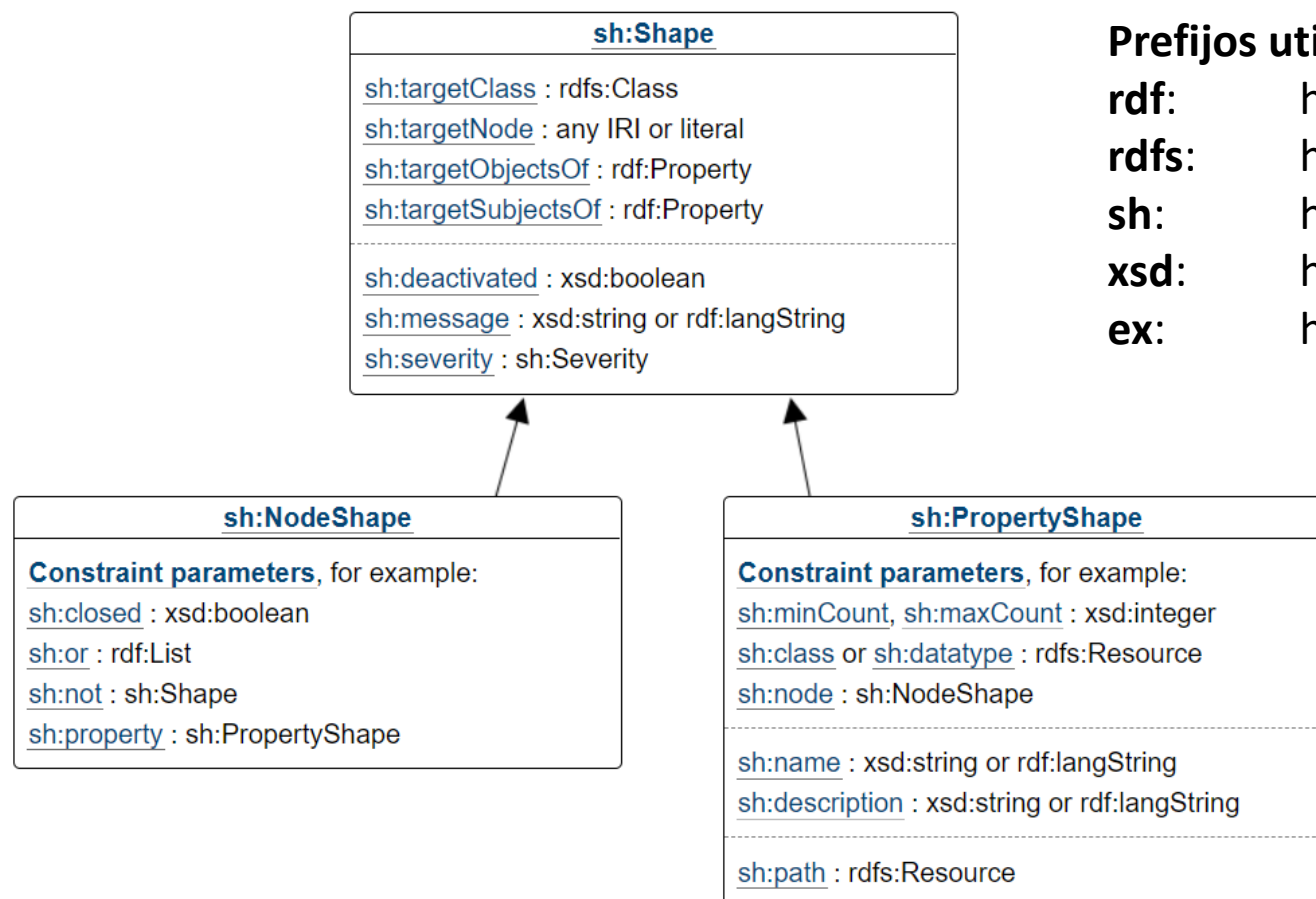 sh:Shape
sh:targetClass : rdfs:Class
sh:targetNode : any IRI or literal
sh:targetObjectsOf : rdf:Property
sh:targetSubjectsOf : rdf:Property
sh:deactivated : xsd:boolean
sh:message : xsd:string or rdf:langString
sh:severity : sh:Severity
Prefijos
rdf:
rdfs:
sh:
xsd:
ex:
sh:NodeShape
Constraint parameters, for example:
sh:closed : xsd:boolean
sh:or : rdf:List
sh:not : sh:Shape
sh:property : sh:PropertyShape
sh:PropertyShape
Constraint parameters, for example:
sh:minCount, sh:maxCount : xsd:integer
sh:class or sh:datatype : rdfs:Resource
sh:node : sh:NodeShape
sh:name : xsd:string or rdf:langString
sh:description : xsd:string or rdf:langString
sh:path : rdfs:Resource